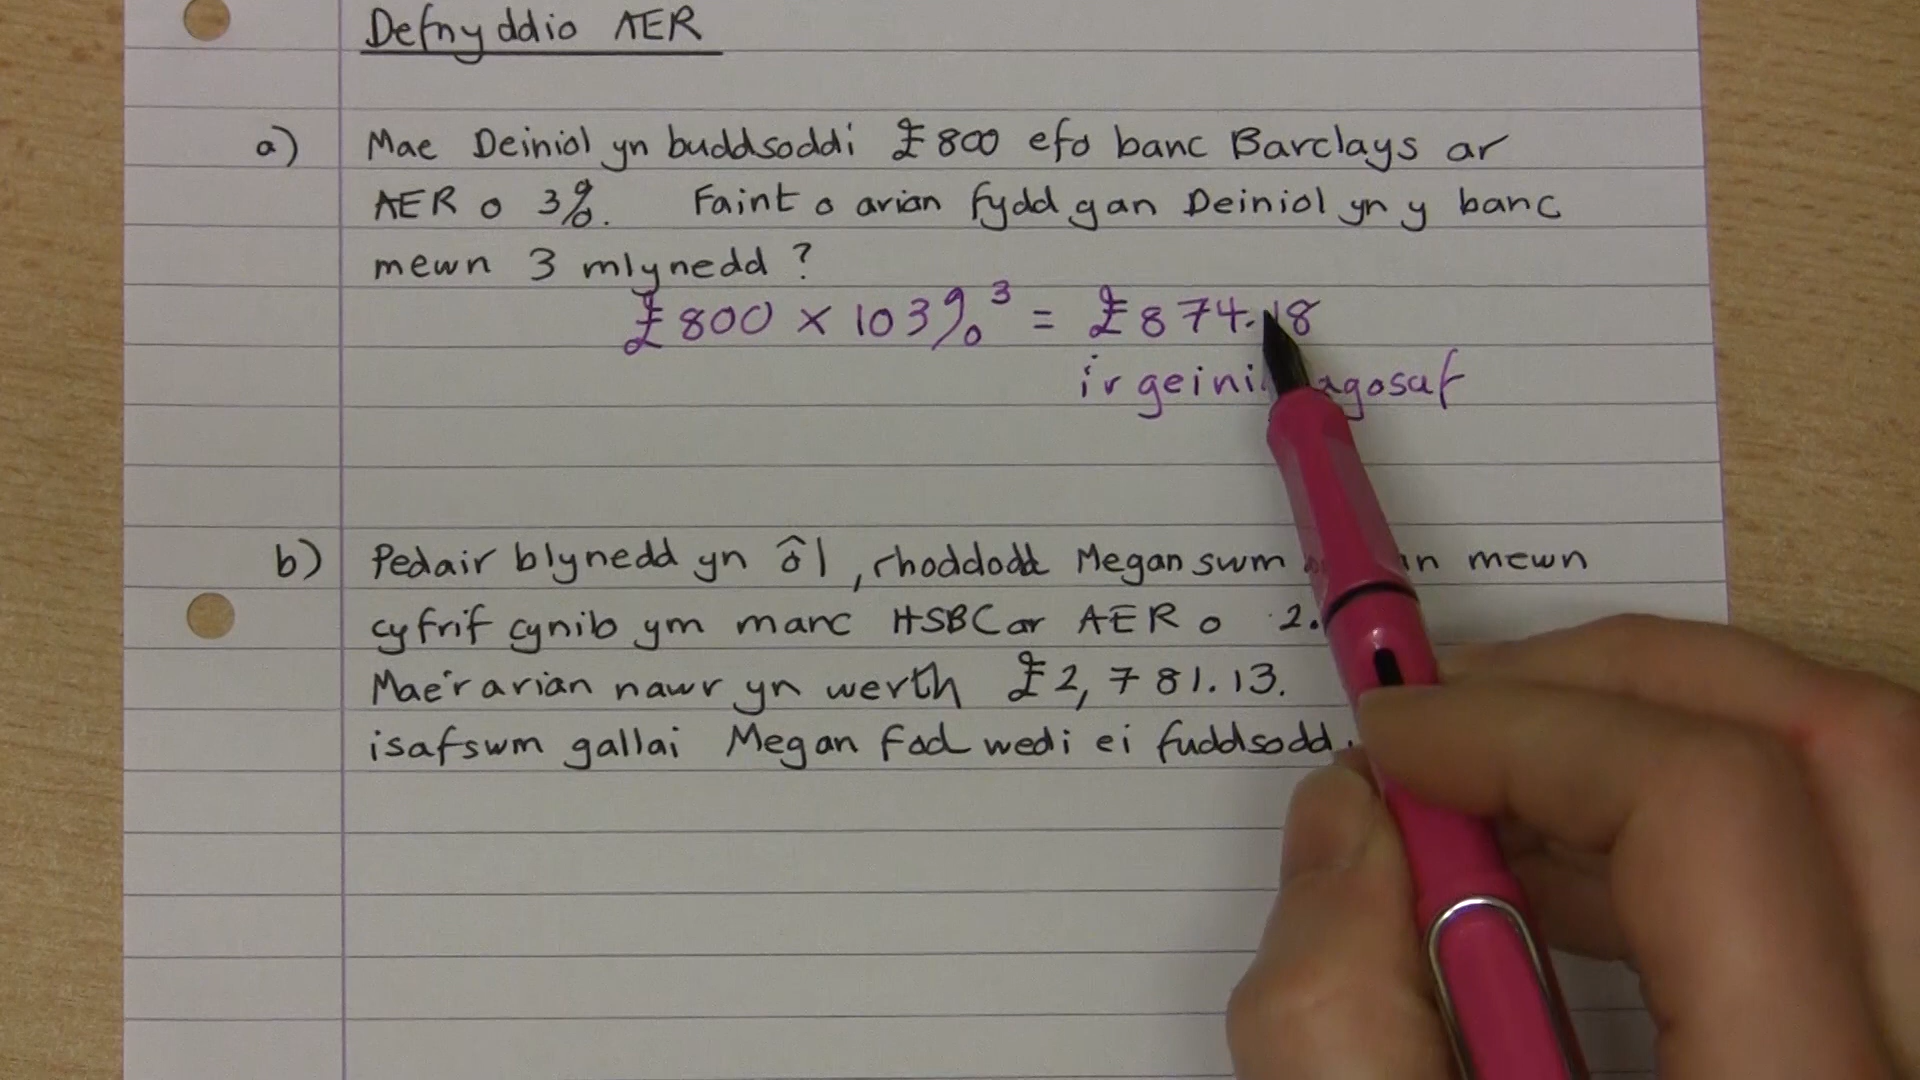 Defnyddio AER
a) Mae Deiniol yn buddsoddi £800 efo banc Barclays ar
AER o 3%. Faint o arian fydd gan Deiniol yn y banc
mewn 3 mlynedd?
£800 × 103%³ = £874.18
i'r geiniog agosaf
b) Pedair blynedd yn ôl, rhoddodd Megan swm mewn
cyfrif cynib ym manc HSBC ar AER o 2.
Mae'r arian nawr yn werth £2,781.13.
isafswm gallai Megan fod wedi ei fuddsodd